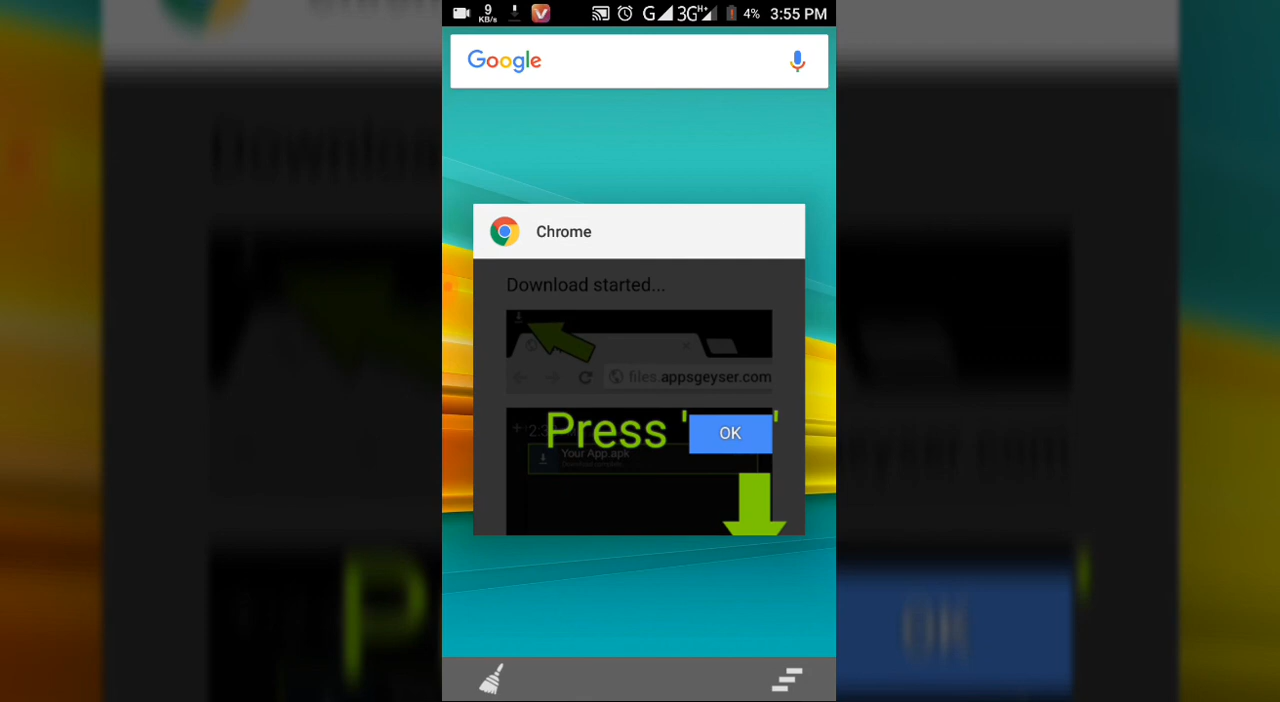 9
KB/s
G 3G H+ 4% 3:55 PM
Google
Chrome
Download started...
files.appsgeyser.com
Press ' OK '
Your App.apk